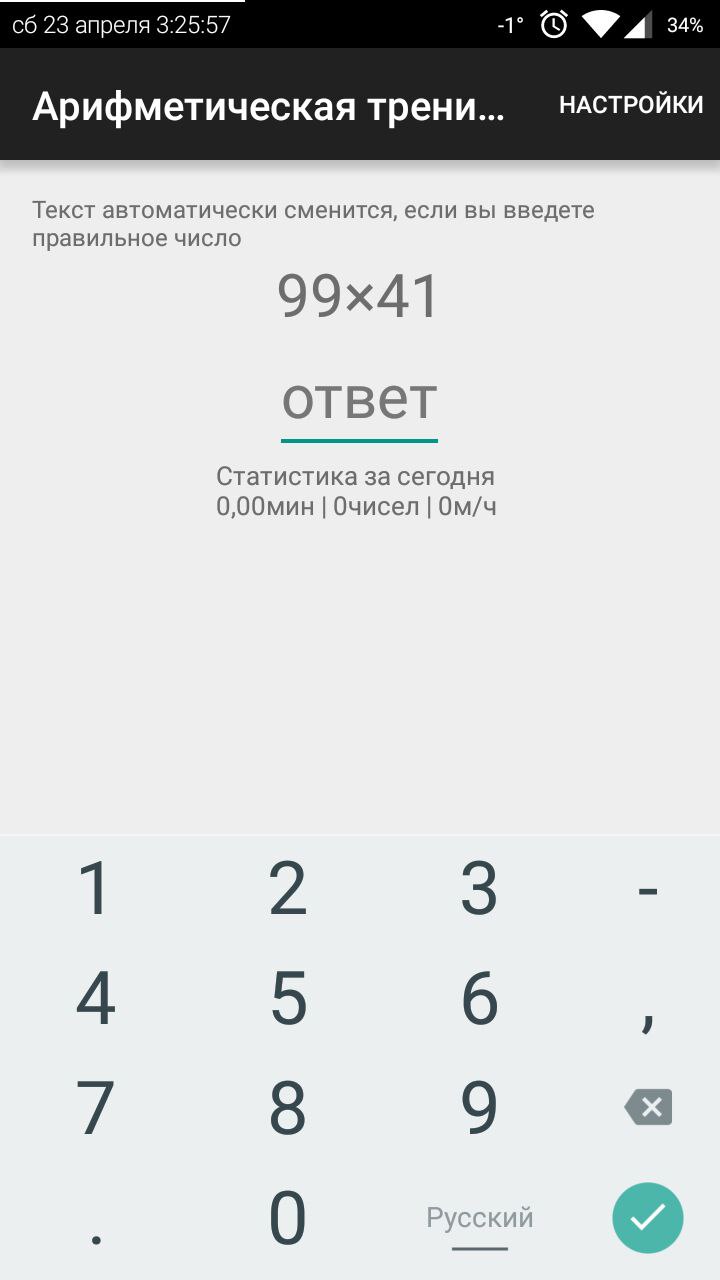 сб 23 апреля 3:25:57 -1° 34%
Арифметическая трени... НАСТРОЙКИ
Текст автоматически сменится, если вы введете
правильное число
99×41
ответ
Статистика за сегодня
0,00мин | 0чисел | 0м/ч
1 2 3 -
4 5 6 ,
7 8 9
. 0 Русский